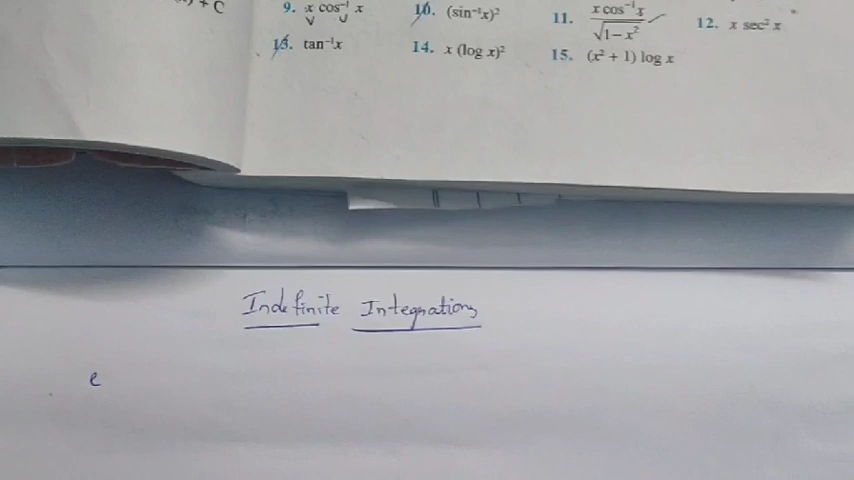 + C
9. x cos⁻¹ x 10. (sin⁻¹x)² 11. x cos⁻¹x / √1−x² 12. x sec² x
13. tan⁻¹x 14. x (log x)² 15. (x² + 1) log x
Indefinite Integrations
e